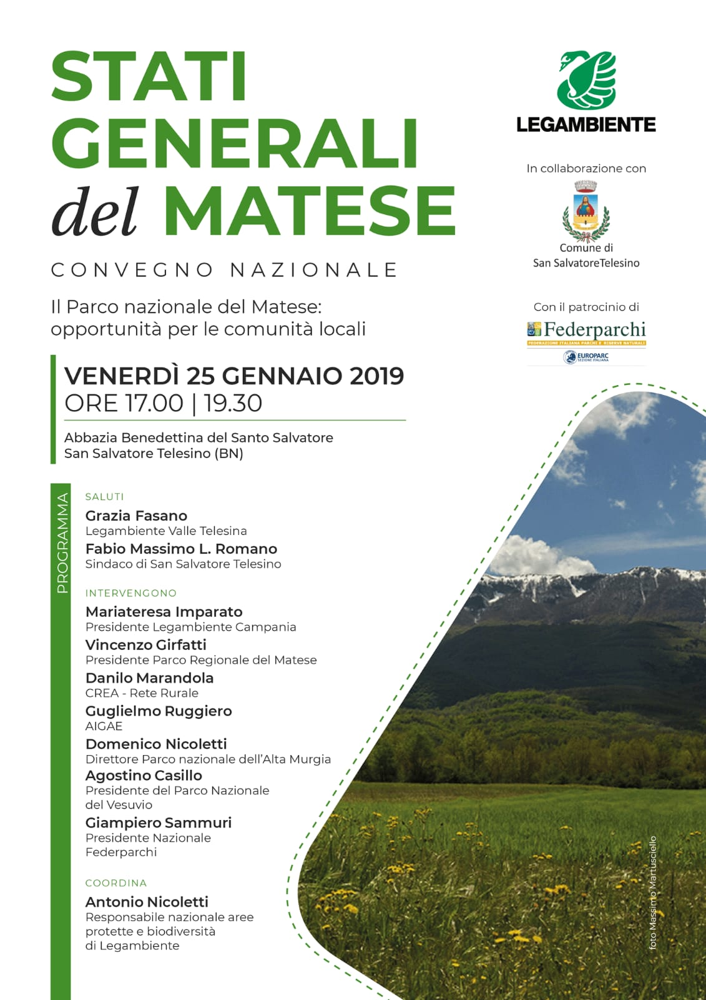 STATI
GENERALI
del MATESE
CONVEGNO NAZIONALE
Il Parco nazionale del Matese:
opportunità per le comunità locali
VENERDÌ 25 GENNAIO 2019
ORE 17.00 | 19.30
Abbazia Benedettina del Santo Salvatore
San Salvatore Telesino (BN)
LEGAMBIENTE
In collaborazione con
Comune di
San Salvatore Telesino
Con il patrocinio di
Federparchi
FEDERAZIONE ITALIANA PARCHI E RISERVE NATURALI
EUROPARC
SEZIONE ITALIANA
PROGRAMMA
SALUTI
Grazia Fasano
Legambiente Valle Telesina
Fabio Massimo L. Romano
Sindaco di San Salvatore Telesino
INTERVENGONO
Mariateresa Imparato
Presidente Legambiente Campania
Vincenzo Girfatti
Presidente Parco Regionale del Matese
Danilo Marandola
CREA - Rete Rurale
Guglielmo Ruggiero
AIGAE
Domenico Nicoletti
Direttore Parco nazionale dell'Alta Murgia
Agostino Casillo
Presidente del Parco Nazionale
del Vesuvio
Giampiero Sammuri
Presidente Nazionale
Federparchi
COORDINA
Antonio Nicoletti
Responsabile nazionale aree
protette e biodiversità
di Legambiente
foto Massimo Martusciello